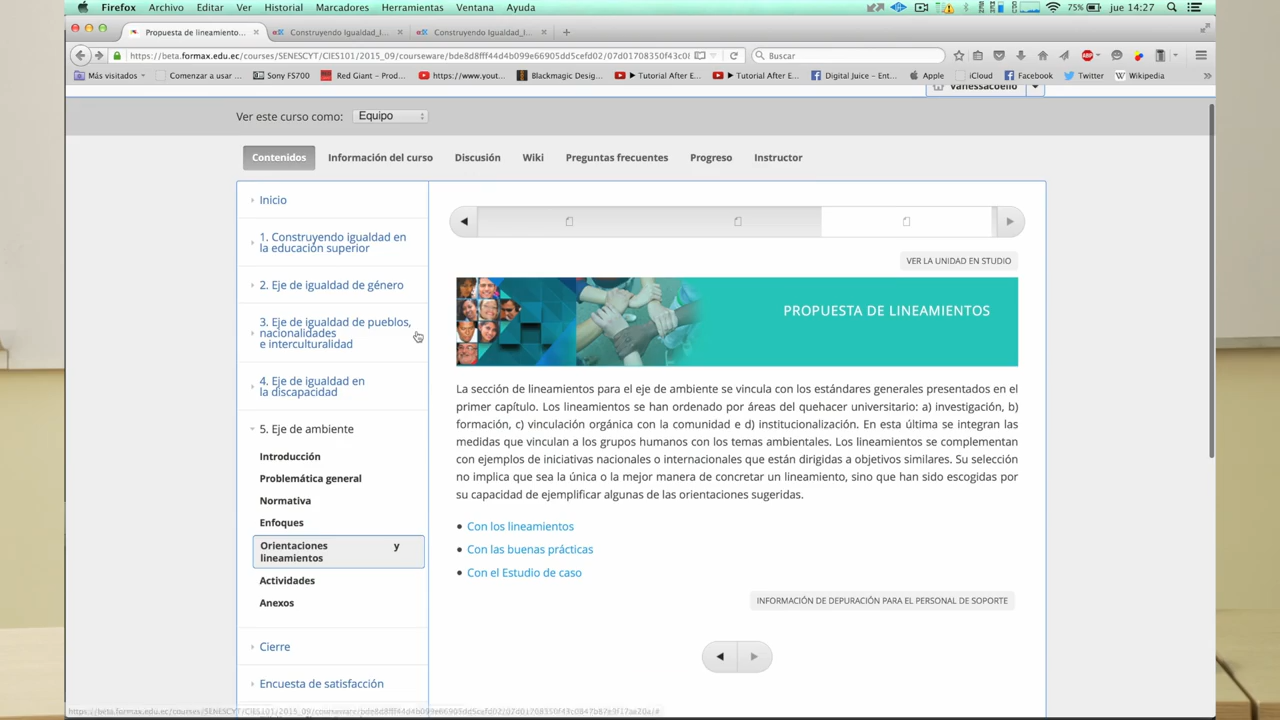 Firefox Archivo Editar Ver Historial Marcadores Herramientas Ventana Ayuda 75% jue 14:27
Propuesta de lineamiento... Construyendo Igualdad_I... Construyendo Igualdad_I...
Buscar
Más visitados Comenzar a usar ... Sony FS700 Red Giant - Prod... https://www.yout... Blackmagic Desig... Tutorial After E... Tutorial After E... Digital Juice - Ent... Apple iCloud Facebook Twitter Wikipedia
vanessacoello
Ver este curso como: Equipo
Contenidos Información del curso Discusión Wiki Preguntas frecuentes Progreso Instructor
Inicio
1. Construyendo igualdad en
la educación superior
2. Eje de igualdad de género
3. Eje de igualdad de pueblos,
nacionalidades
e interculturalidad
4. Eje de igualdad en
la discapacidad
5. Eje de ambiente
Introducción
Problemática general
Normativa
Enfoques
Orientaciones y
lineamientos
Actividades
Anexos
Cierre
Encuesta de satisfacción
VER LA UNIDAD EN STUDIO
PROPUESTA DE LINEAMIENTOS
La sección de lineamientos para el eje de ambiente se vincula con los estándares generales presentados en el
primer capítulo. Los lineamientos se han ordenado por áreas del quehacer universitario: a) investigación, b)
formación, c) vinculación orgánica con la comunidad e d) institucionalización. En esta última se integran las
medidas que vinculan a los grupos humanos con los temas ambientales. Los lineamientos se complementan
con ejemplos de iniciativas nacionales o internacionales que están dirigidas a objetivos similares. Su selección
no implica que sea la única o la mejor manera de concretar un lineamiento, sino que han sido escogidas por
su capacidad de ejemplificar algunas de las orientaciones sugeridas.
• Con los lineamientos
• Con las buenas prácticas
• Con el Estudio de caso
INFORMACIÓN DE DEPURACIÓN PARA EL PERSONAL DE SOPORTE